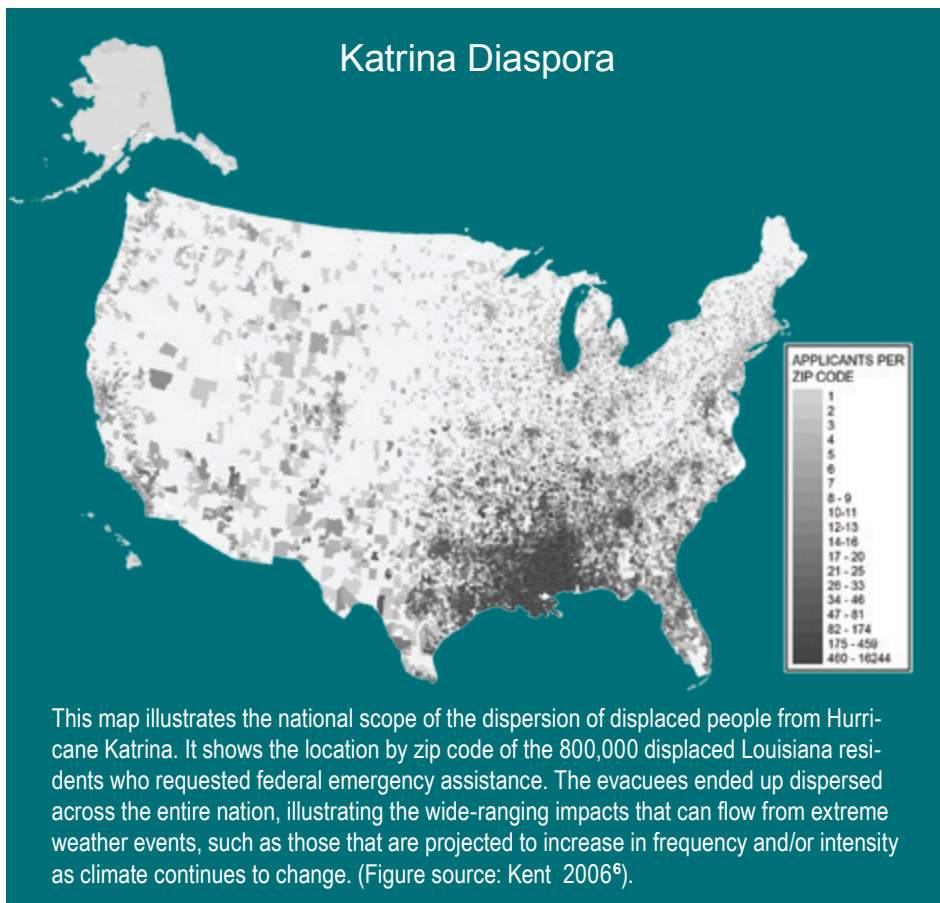 Katrina Diaspora
APPLICANTS PER
ZIP CODE
1
2
3
4
5
6
7
8 - 9
10-11
12-13
14-16
17 - 20
21 - 25
26 - 33
34 - 46
47 - 81
82 - 174
175 - 459
460 - 16244
This map illustrates the national scope of the dispersion of displaced people from Hurri-
cane Katrina. It shows the location by zip code of the 800,000 displaced Louisiana resi-
dents who requested federal emergency assistance. The evacuees ended up dispersed
across the entire nation, illustrating the wide-ranging impacts that can flow from extreme
weather events, such as those that are projected to increase in frequency and/or intensity
as climate continues to change. (Figure source: Kent 2006⁶).